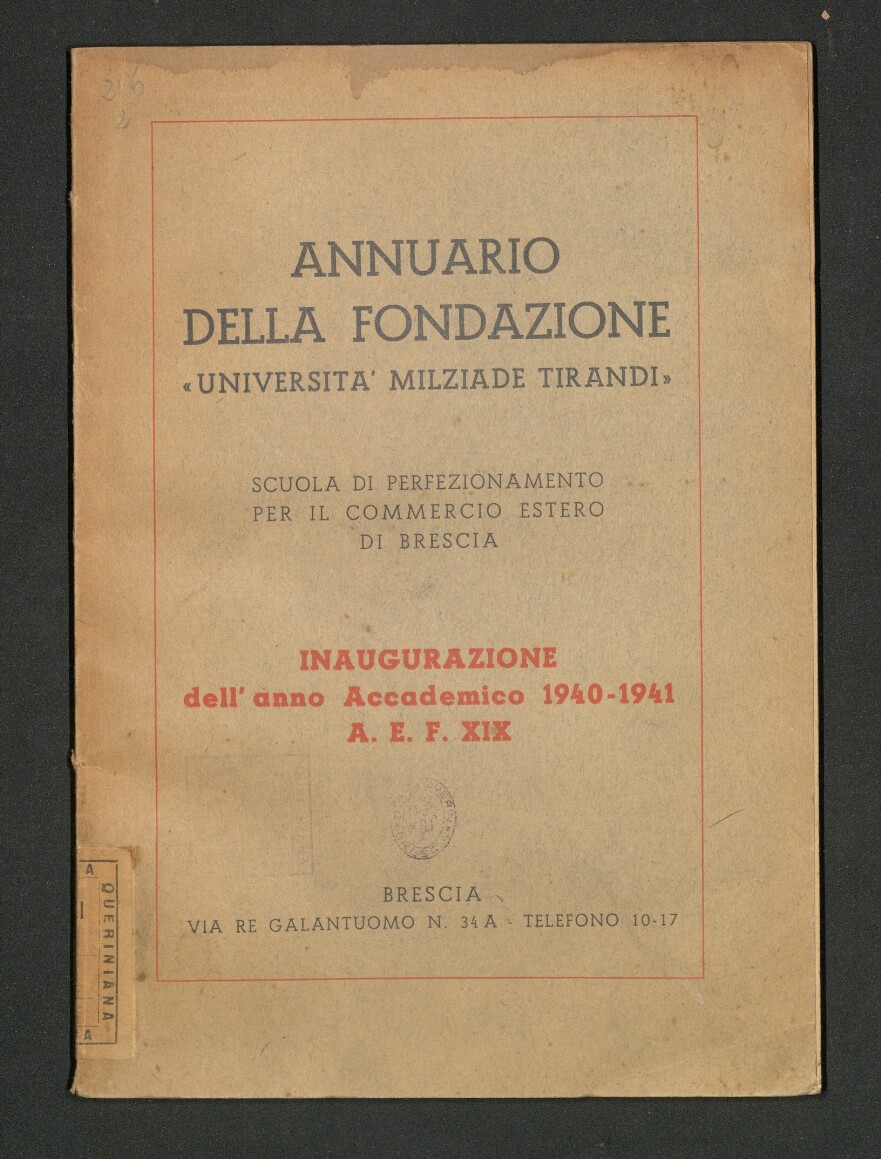 ANNUARIO
DELLA FONDAZIONE
«UNIVERSITA' MILZIADE TIRANDI»
SCUOLA DI PERFEZIONAMENTO
PER IL COMMERCIO ESTERO
DI BRESCIA
INAUGURAZIONE
dell' anno Accademico 1940-1941
A. E. F. XIX
BRESCIA
VIA RE GALANTUOMO N. 34 A - TELEFONO 10-17
QUERINIANA